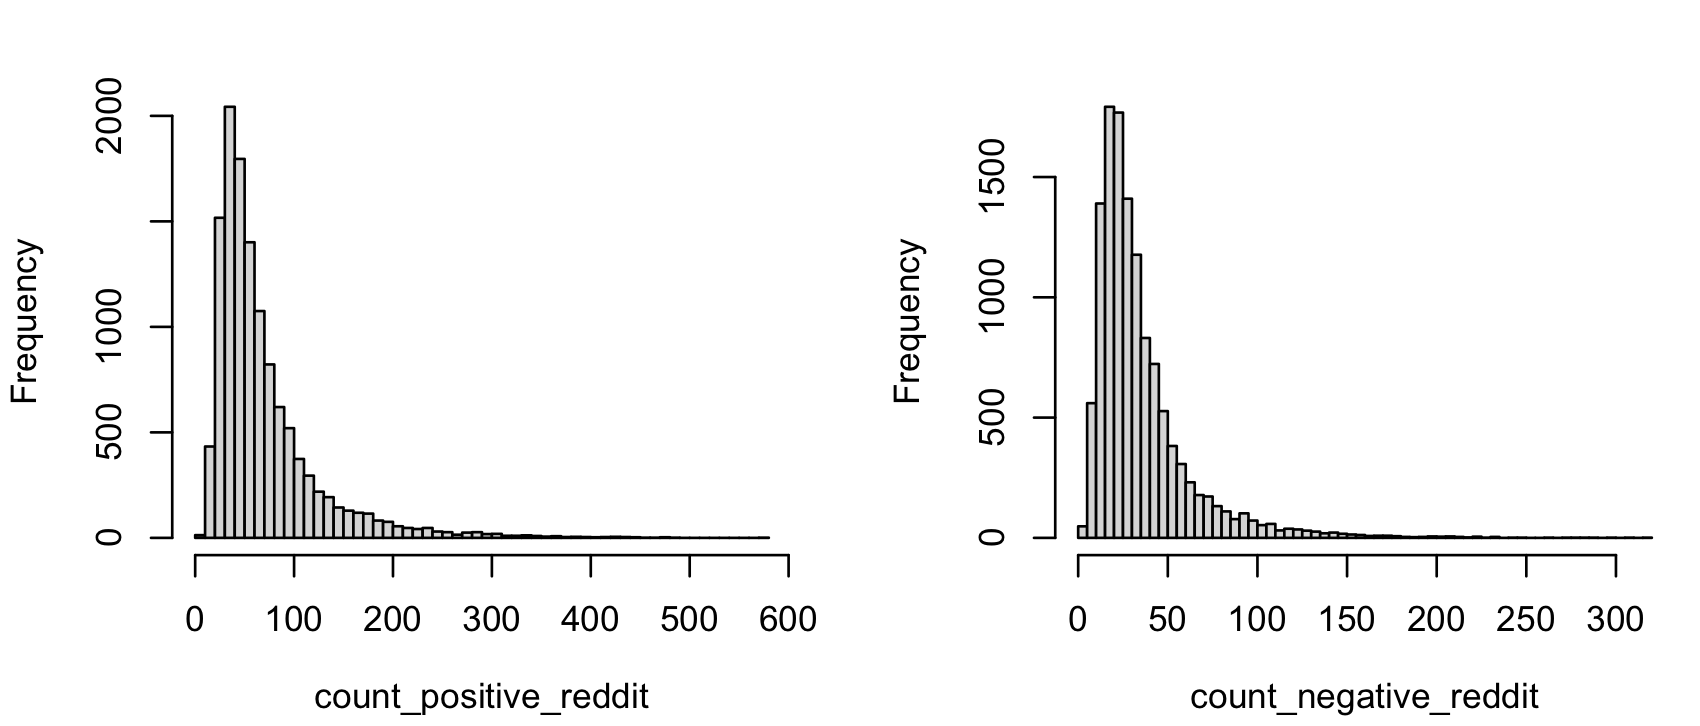 Frequency
0 500 1000 2000
0 100 200 300 400 500 600
count_positive_reddit
Frequency
0 500 1000 1500
0 50 100 150 200 250 300
count_negative_reddit